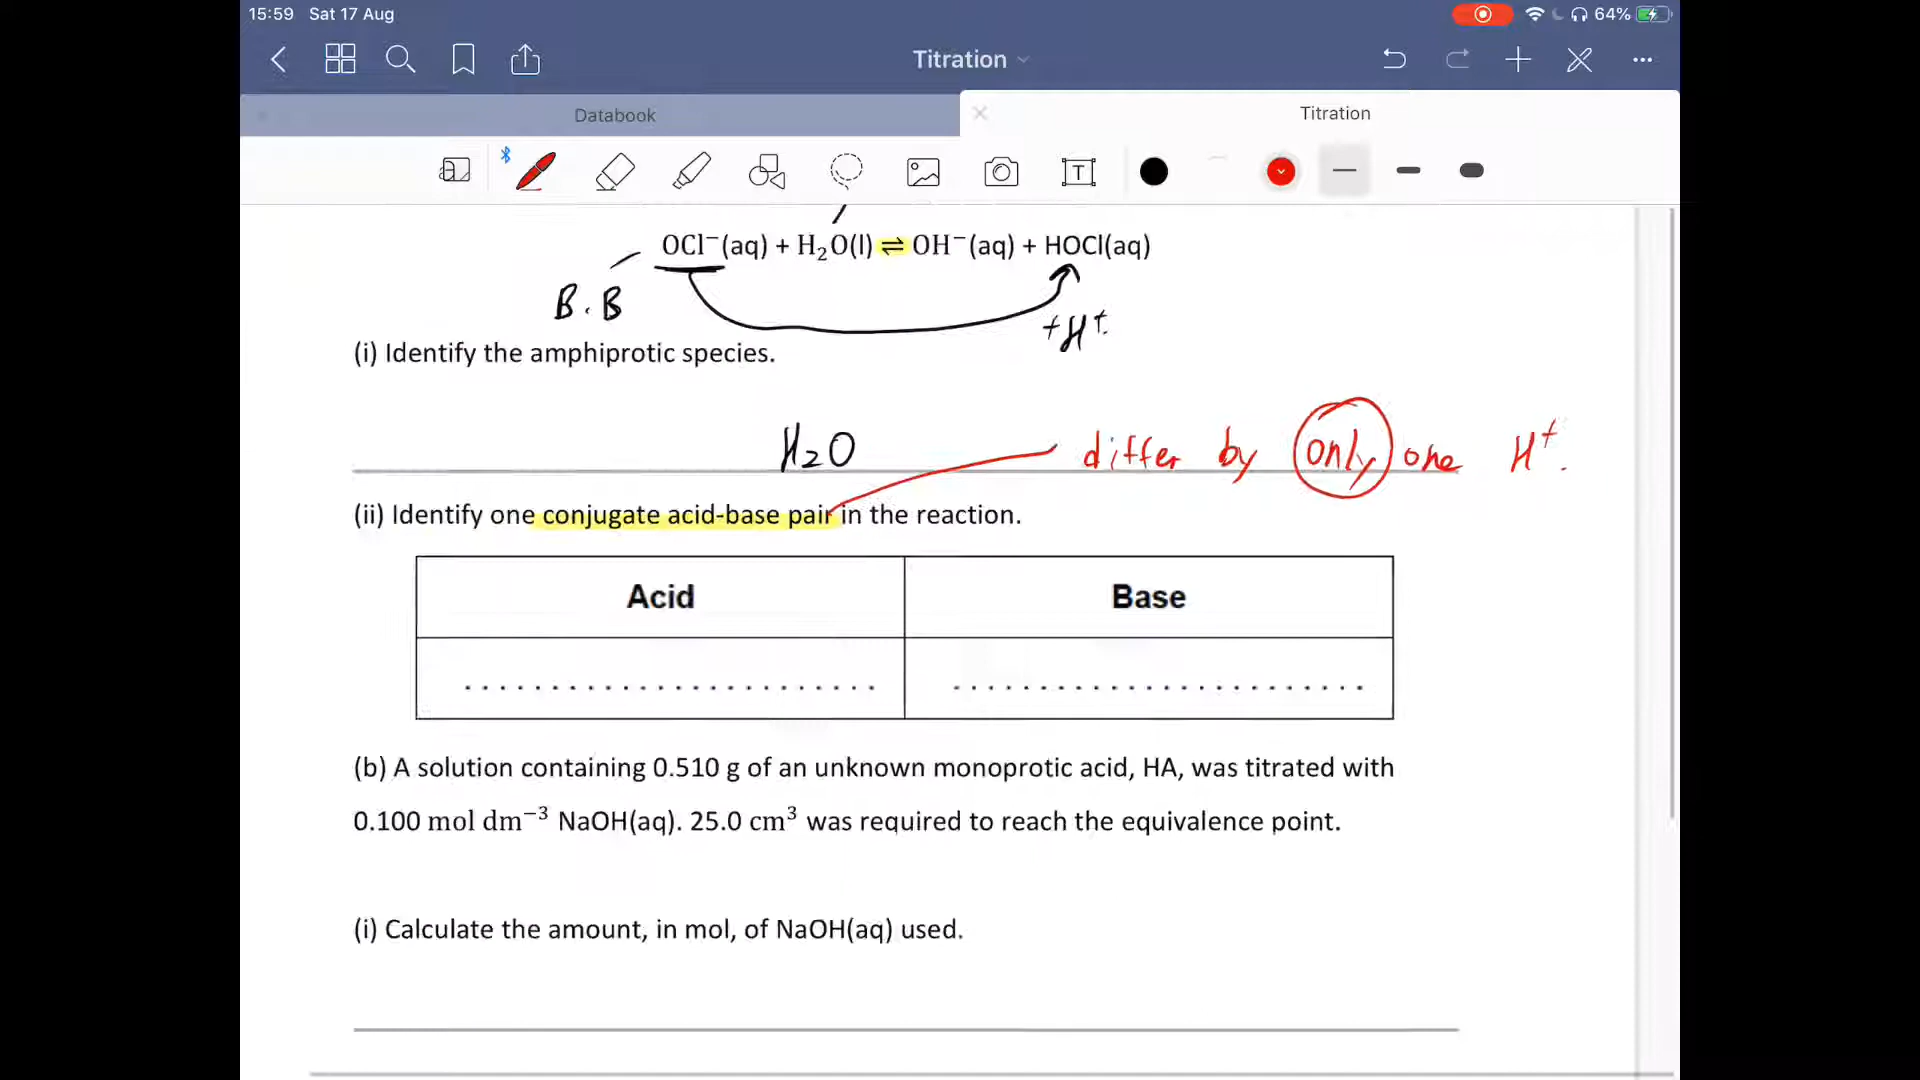 15:59 Sat 17 Aug 64%
Titration
Databook
Titration
T
OCl⁻(aq) + H₂O(l) ⇌ OH⁻(aq) + HOCl(aq)
B.B
+H⁺.
(i) Identify the amphiprotic species.
H₂O
differ by only one H⁺.
(ii) Identify one conjugate acid-base pair in the reaction.
Acid Base
........................ ........................
(b) A solution containing 0.510 g of an unknown monoprotic acid, HA, was titrated with
0.100 mol dm⁻³ NaOH(aq). 25.0 cm³ was required to reach the equivalence point.
(i) Calculate the amount, in mol, of NaOH(aq) used.